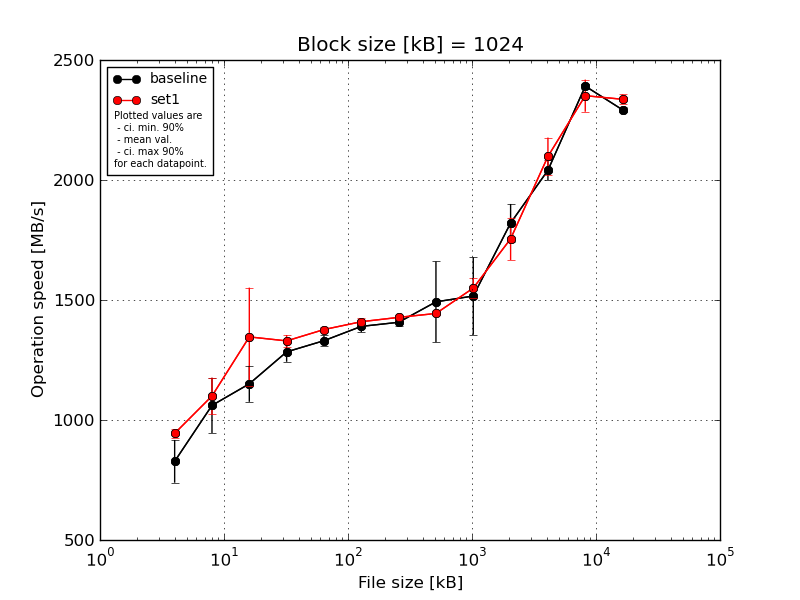 Block size [kB] = 1024
2500
2000
1500
1000
500
Operation speed [MB/s]
baseline
set1
Plotted values are
- ci. min. 90%
- mean val.
- ci. max 90%
for each datapoint.
10⁰ 10¹ 10² 10³ 10⁴ 10⁵
File size [kB]